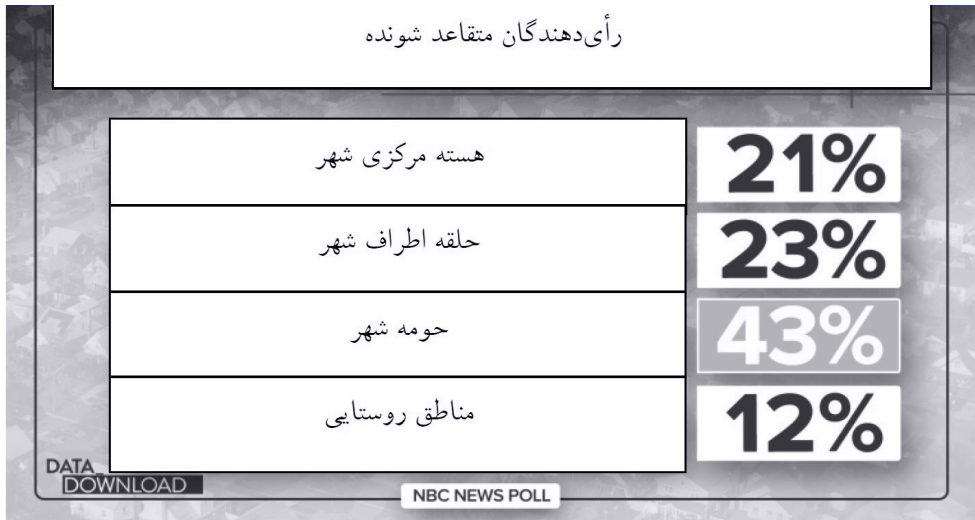 رأی‌دهندگان متقاعد شونده
هسته مرکزی شهر 21%
حلقه اطراف شهر 23%
حومه شهر 43%
مناطق روستایی 12%
DATA_
DOWNLOAD
NBC NEWS POLL